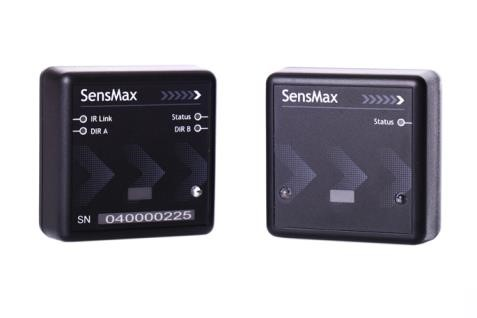 SensMax
IR Link
Status
DIR A
DIR B
SN 040000225
SensMax
Status